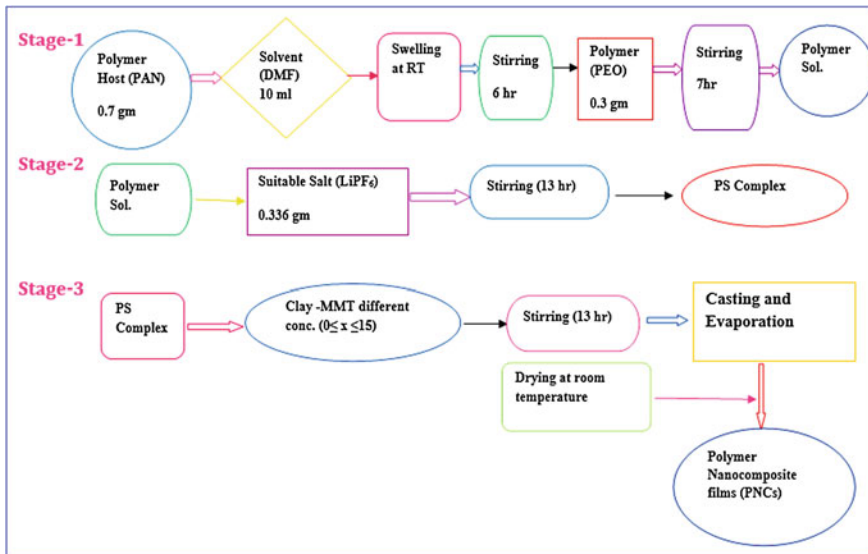 Stage-1
Polymer
Host (PAN)
0.7 gm
Solvent
(DMF)
10 ml
Swelling
at RT
Stirring
6 hr
Polymer
(PEO)
0.3 gm
Stirring
7hr
Polymer
Sol.
Stage-2
Polymer
Sol.
Suitable Salt (LiPF₆)
0.336 gm
Stirring (13 hr)
PS Complex
Stage-3
PS
Complex
Clay -MMT different
conc. (0≤ x ≤15)
Stirring (13 hr)
Casting and
Evaporation
Drying at room
temperature
Polymer
Nanocomposite
films (PNCs)